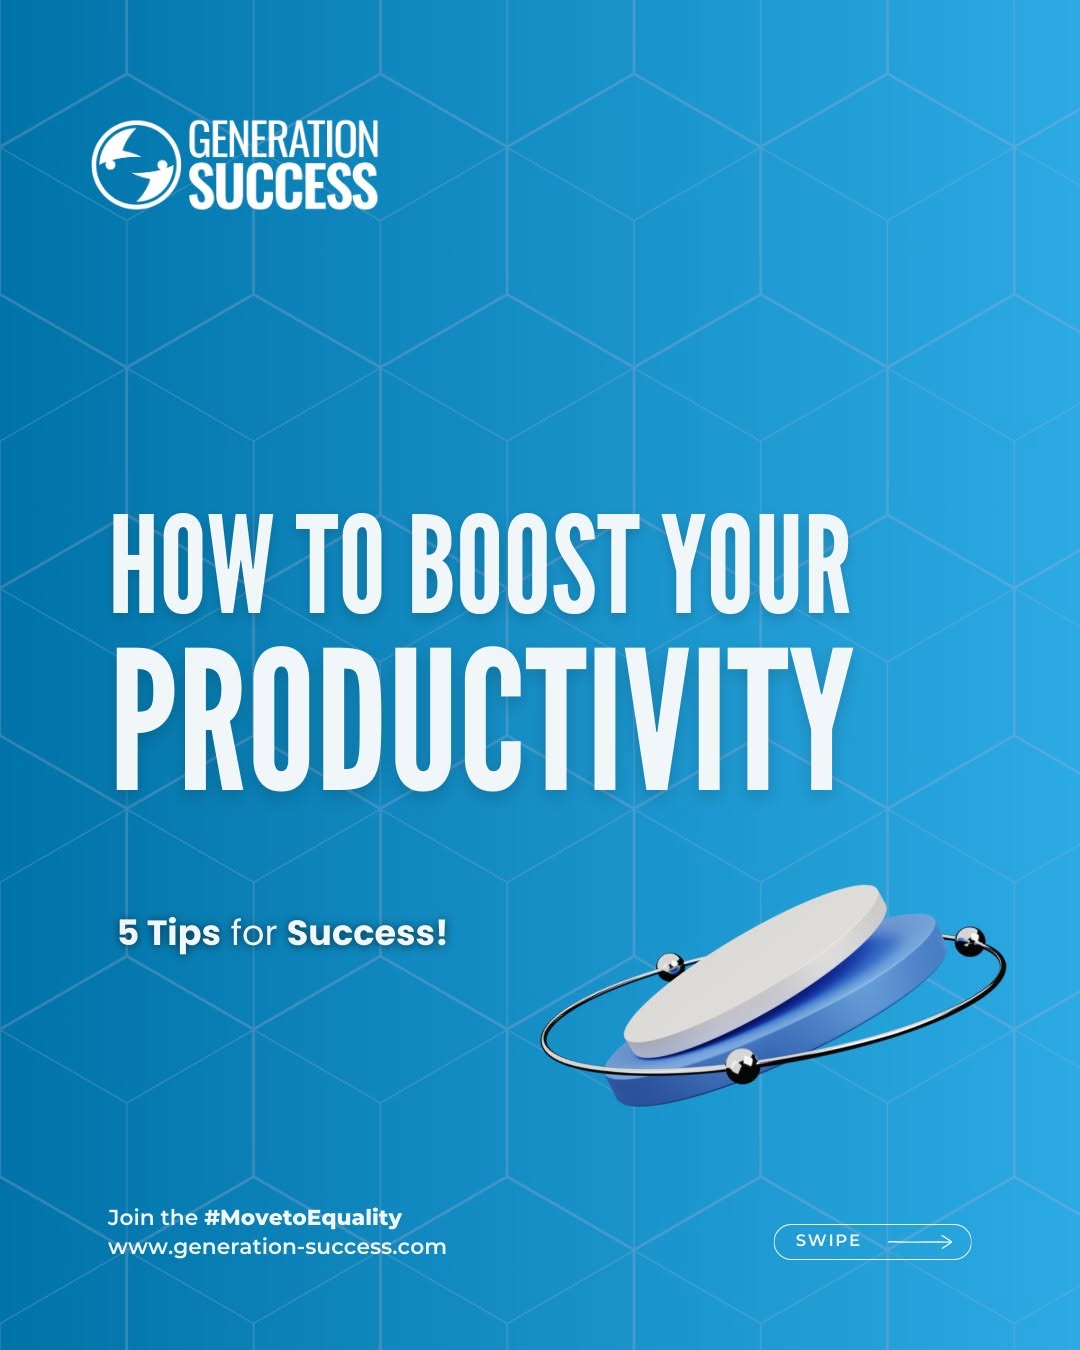 GENERATION
SUCCESS
HOW TO BOOST YOUR
PRODUCTIVITY
5 Tips for Success!
Join the #MovetoEquality
www.generation-success.com
SWIPE